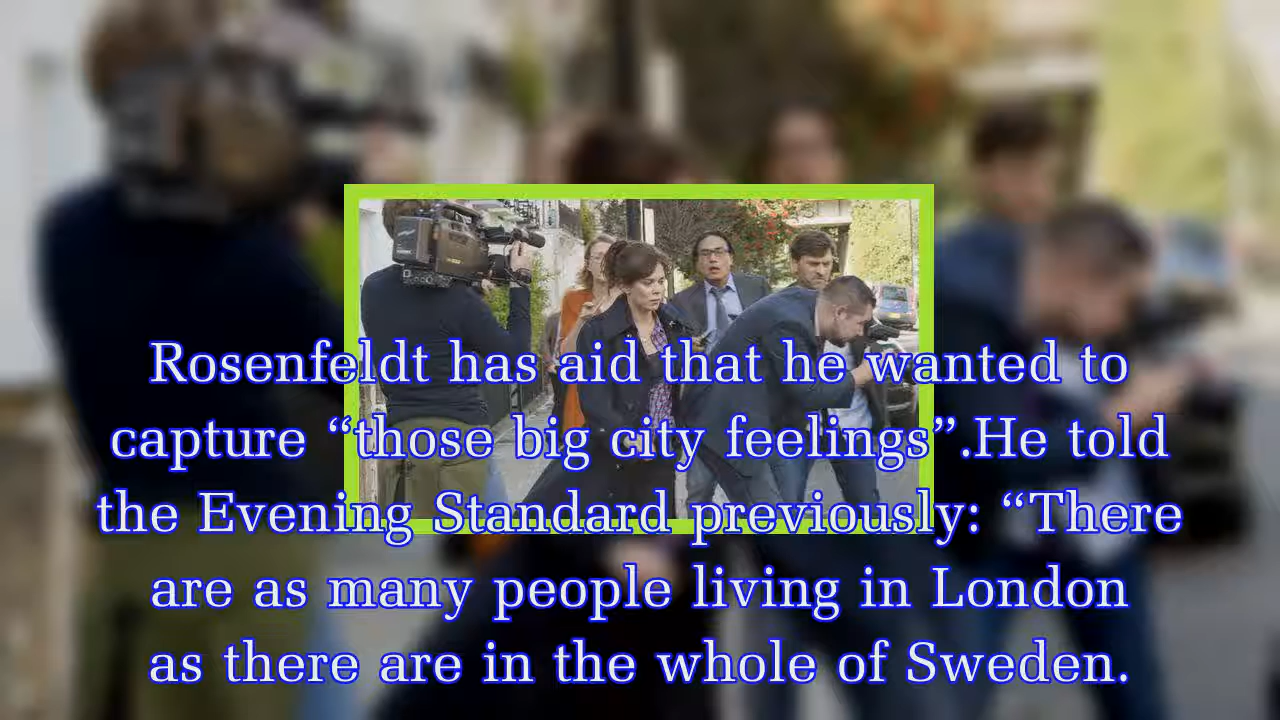 Rosenfeldt has aid that he wanted to
capture “those big city feelings”.He told
the Evening Standard previously: “There
are as many people living in London
as there are in the whole of Sweden.